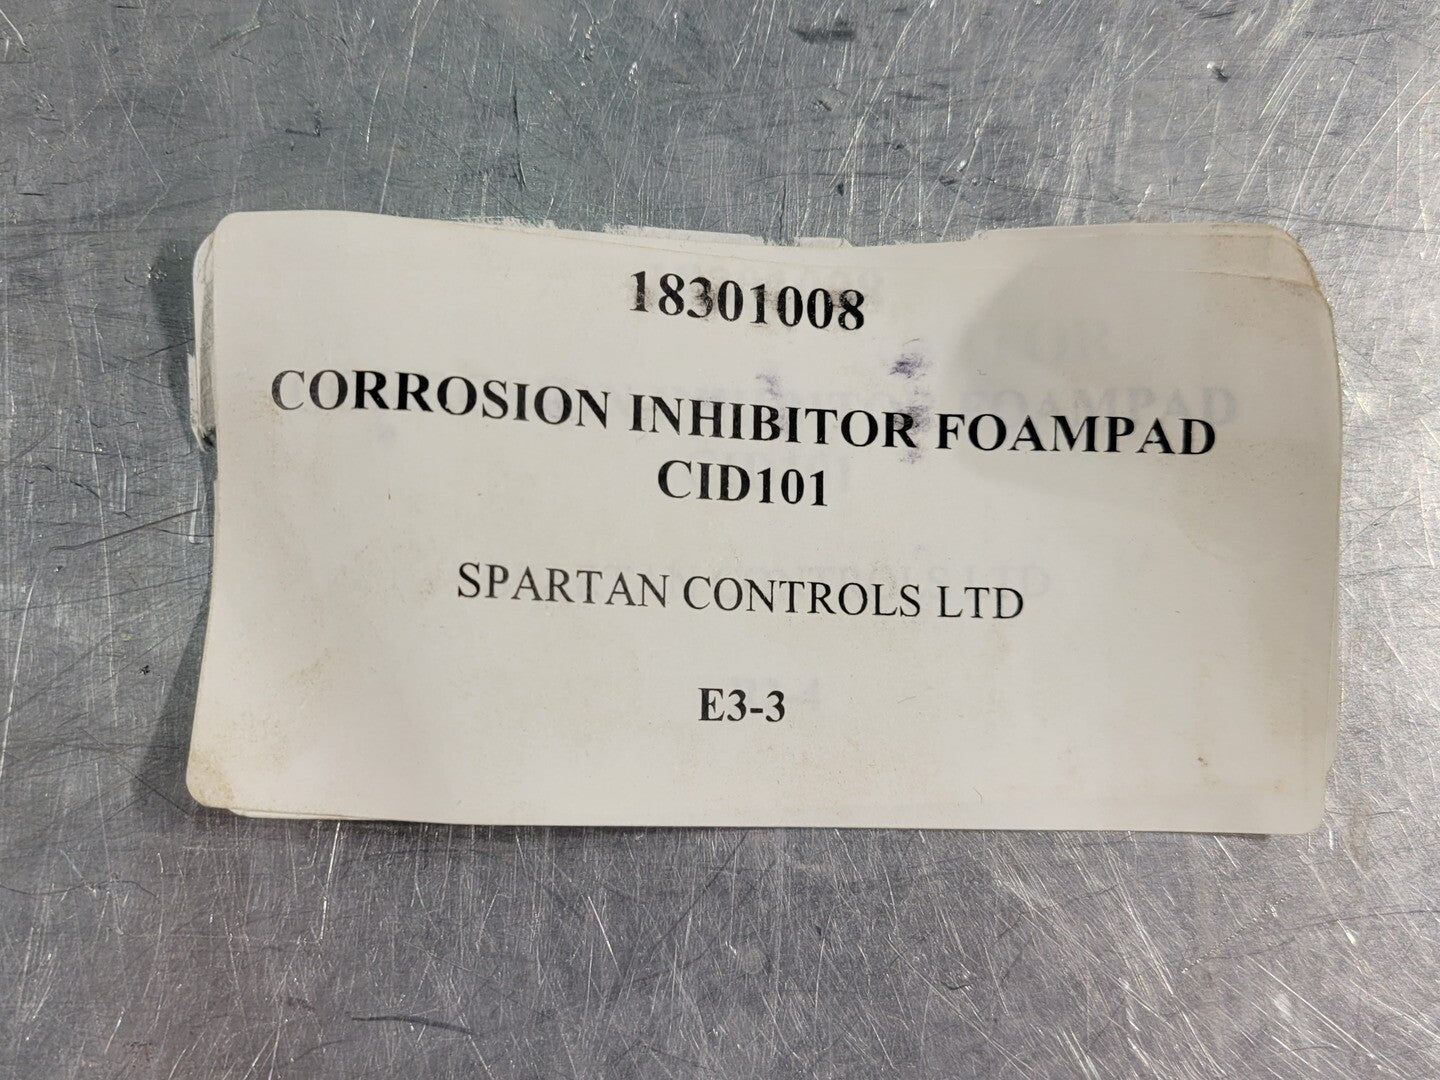 18301008
CORROSION INHIBITOR FOAMPAD
CID101
SPARTAN CONTROLS LTD
E3-3